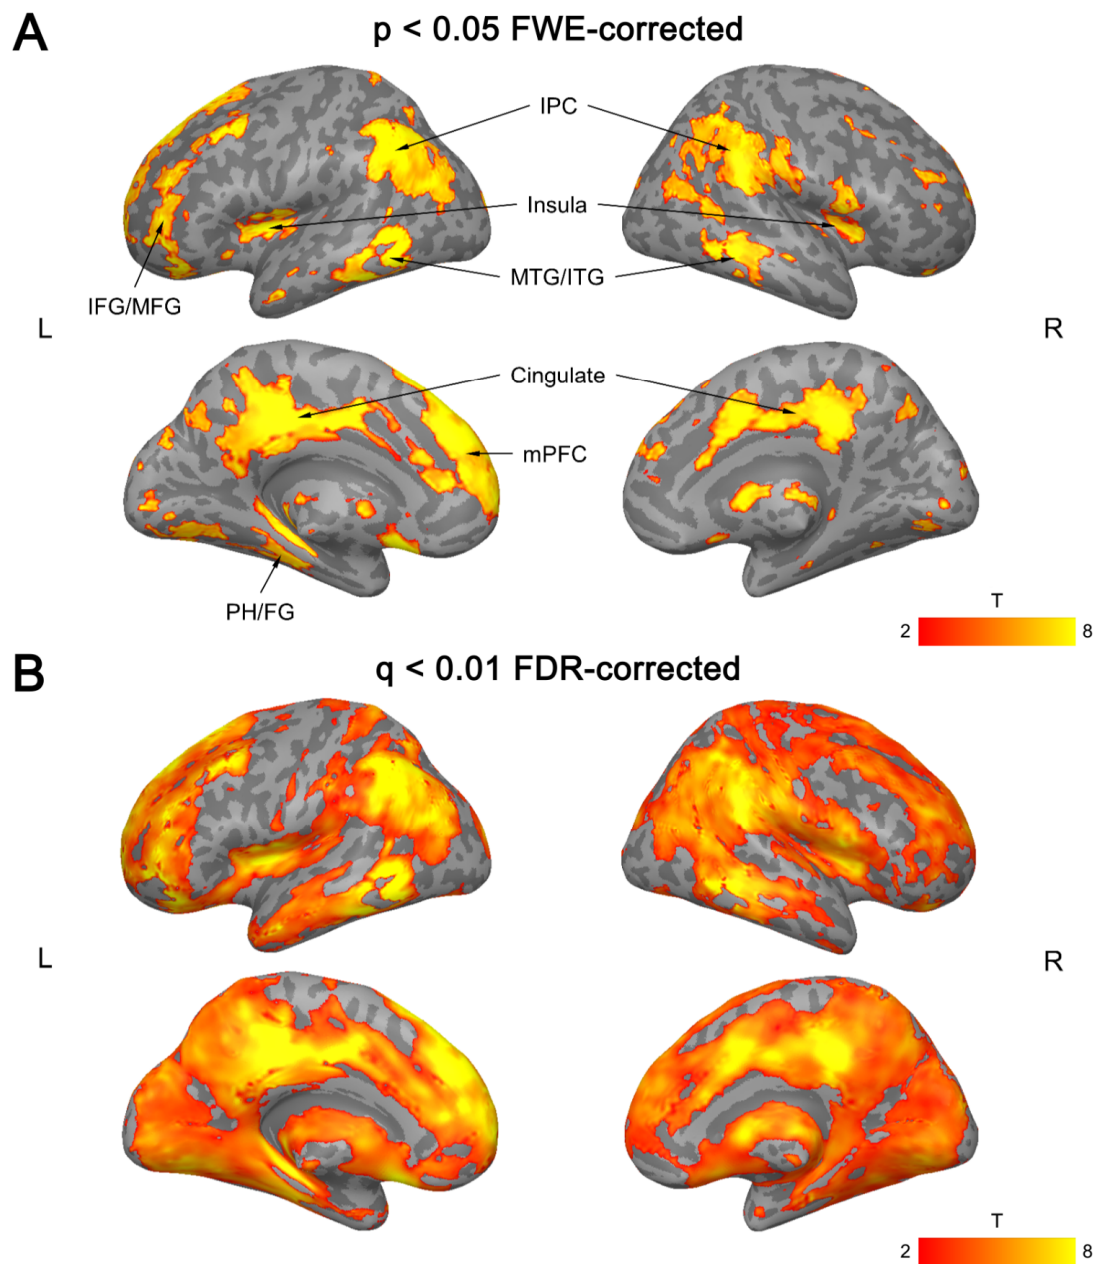 A
p < 0.05 FWE-corrected
IPC
Insula
MTG/ITG
IFG/MFG
L
R
Cingulate
mPFC
PH/FG
T
2
8
B
q < 0.01 FDR-corrected
L
R
T
2
8